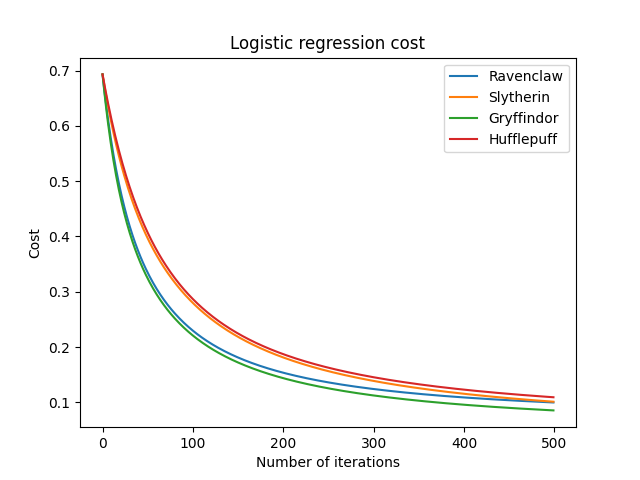 Logistic regression cost
Ravenclaw
Slytherin
Gryffindor
Hufflepuff
Cost
0.7
0.6
0.5
0.4
0.3
0.2
0.1
0 100 200 300 400 500
Number of iterations